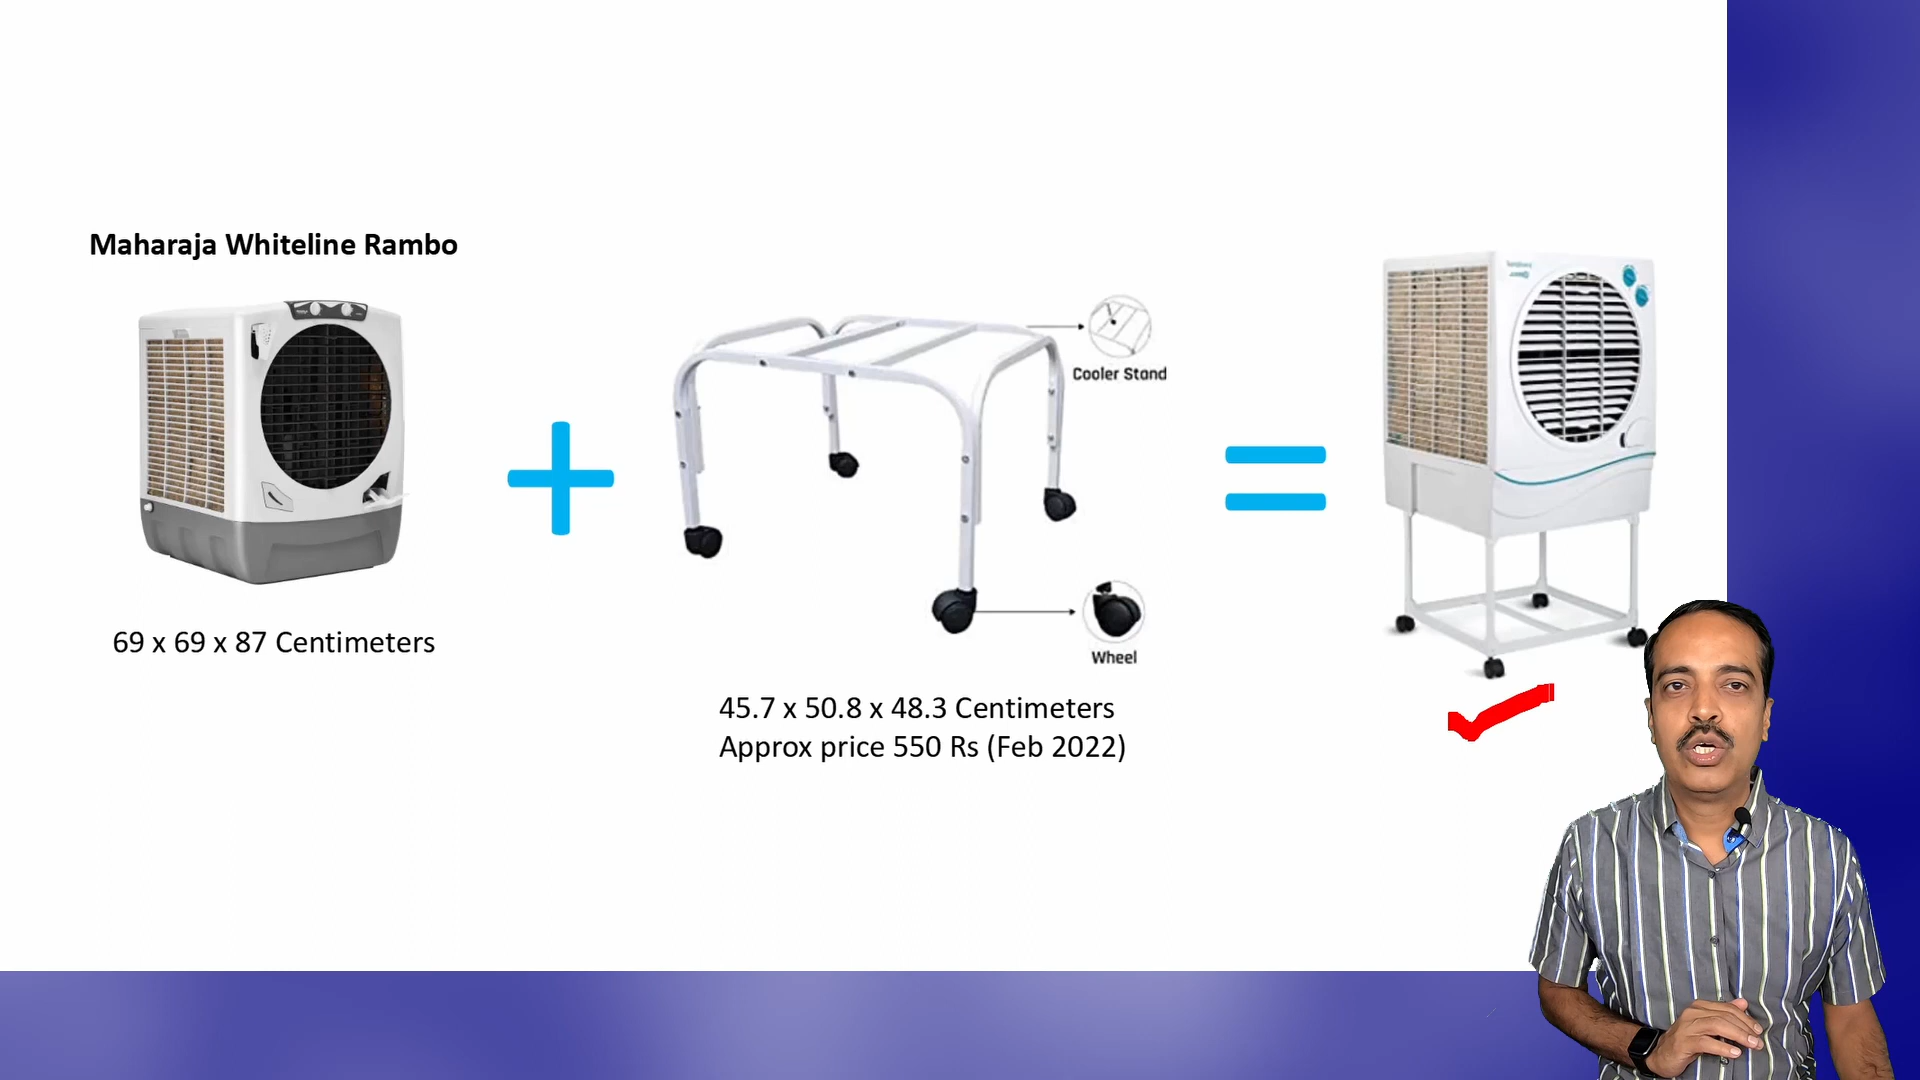 Maharaja Whiteline Rambo
69 x 69 x 87 Centimeters
Cooler Stand
Wheel
45.7 x 50.8 x 48.3 Centimeters
Approx price 550 Rs (Feb 2022)